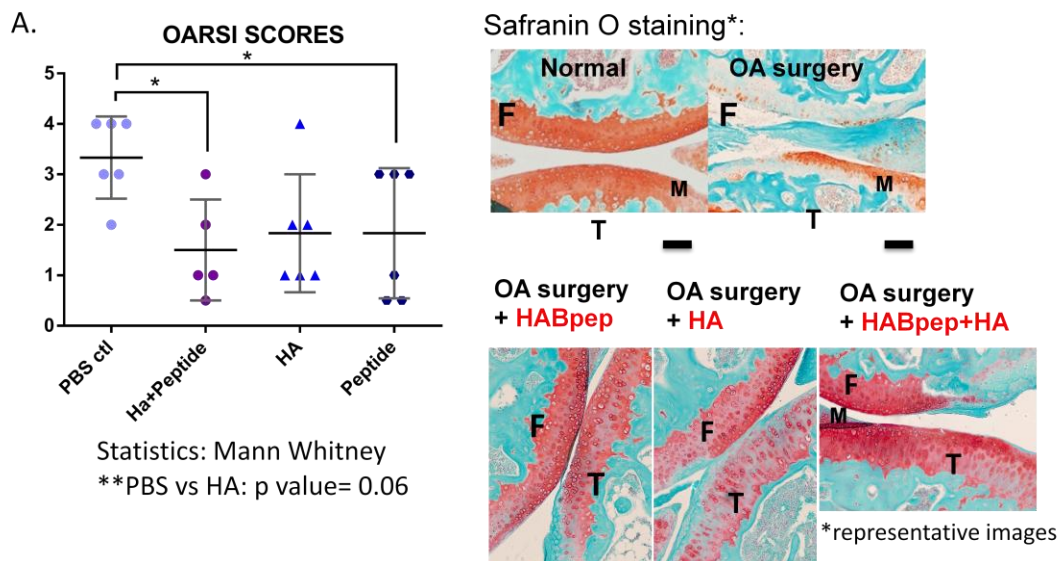 A.
OARSI SCORES
*
*
5
4
3
2
1
0
PBS ctl
Ha+Peptide
HA
Peptide
Statistics: Mann Whitney
**PBS vs HA: p value= 0.06
Safranin O staining*:
Normal
OA surgery
F
F
M
M
T
T
OA surgery
+ HABpep
OA surgery
+ HA
OA surgery
+ HABpep+HA
F
T
F
T
F
M
T
*representative images